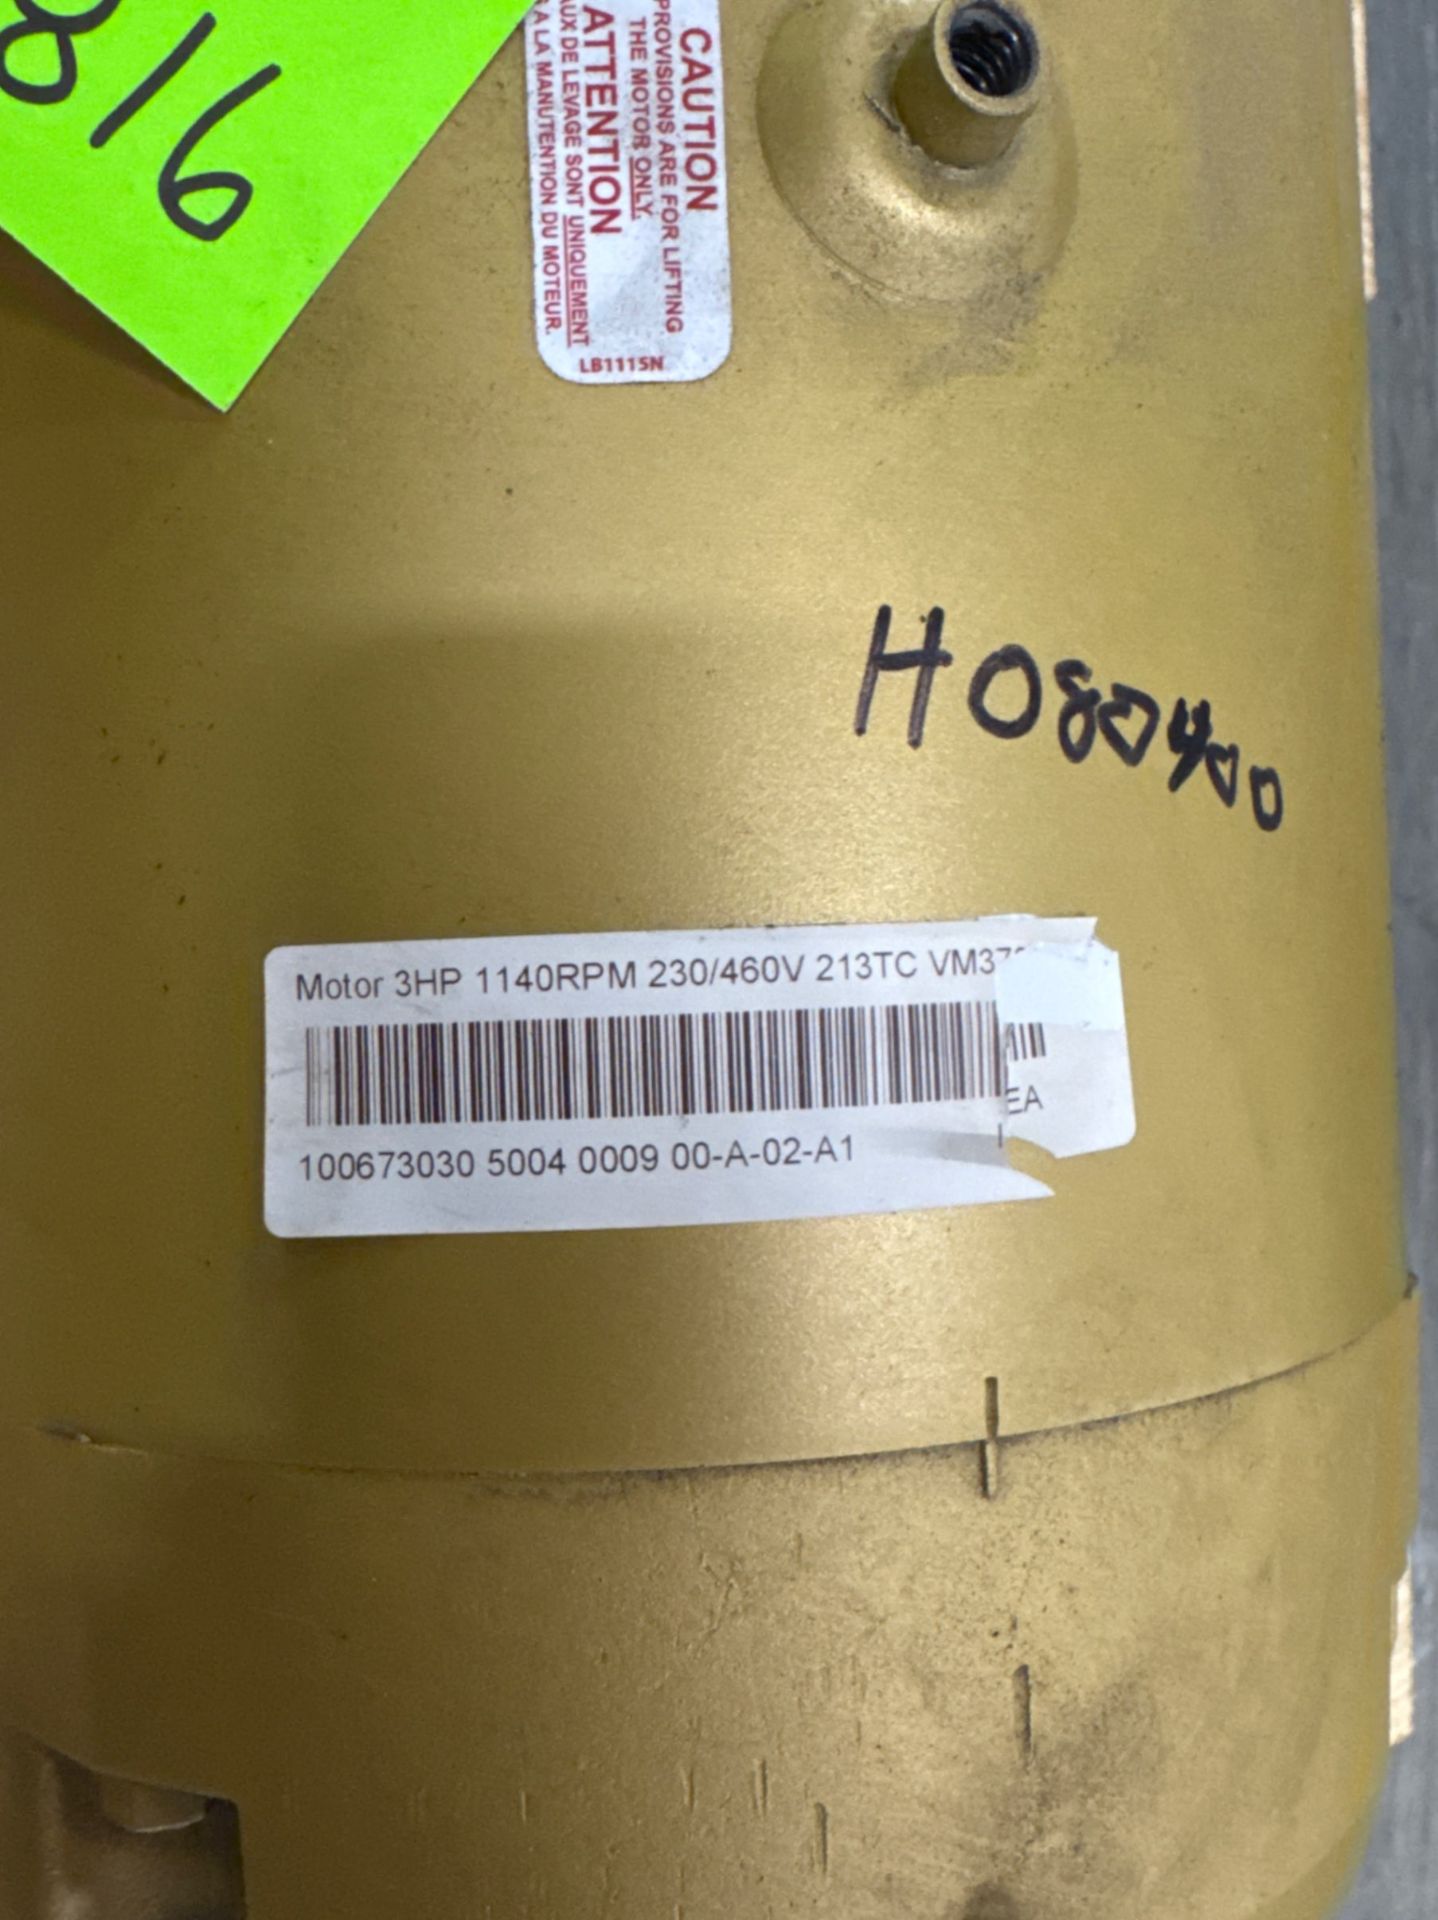 816
CAUTION
PROVISIONS ARE FOR LIFTING
THE MOTOR ONLY.
ATTENTION
AUX DE LEVAGE SONT UNIQUEMENT
A LA MANUTENTION DU MOTEUR.
LB1115N
H080400
Motor 3HP 1140RPM 230/460V 213TC VM37
EA
100673030 5004 0009 00-A-02-A1